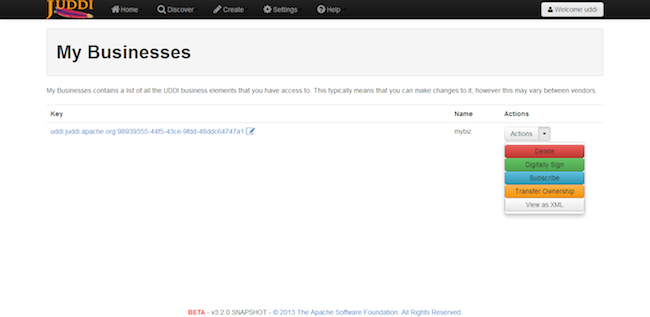 jUDDI
Home Discover Create Settings Help Welcome uddi
My Businesses
My Businesses contains a list of all the UDDI business elements that you have access to. This typically means that you can make changes to it, however this may vary between vendors.
Key Name Actions
uddi:juddi.apache.org:98939355-44f5-43ce-9fdd-48ddc64747a1 mybiz Actions
Delete
Digitally Sign
Subscribe
Transfer Ownership
View as XML
BETA - v3.2.0 SNAPSHOT - © 2013 The Apache Software Foundation. All Rights Reserved.